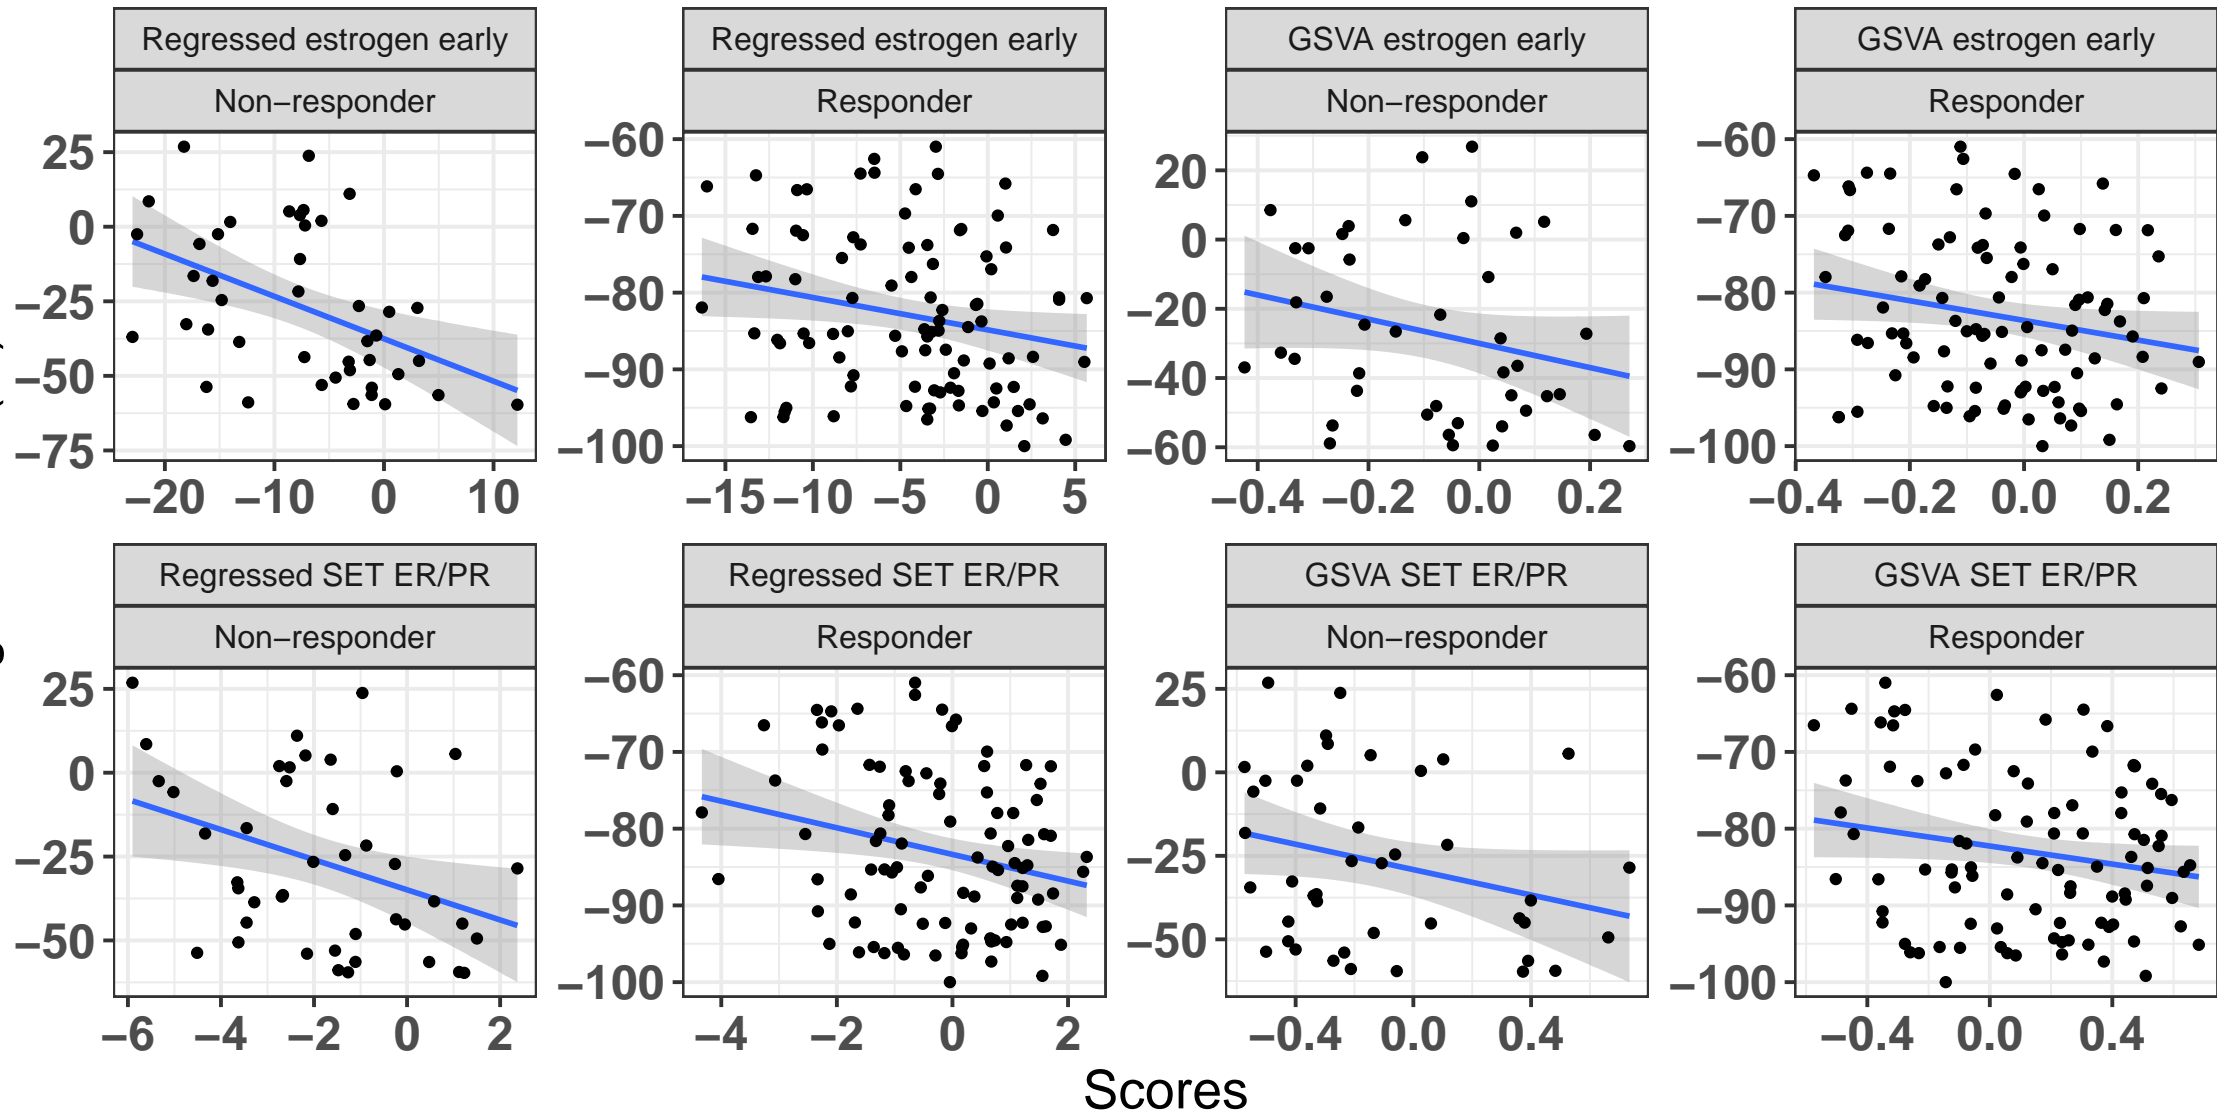 Regressed estrogen early Regressed estrogen early GSVA estrogen early GSVA estrogen early
Non−responder Responder Non−responder Responder
25 0 −25 −50 −75
−60 −70 −80 −90 −100
20 0 −20 −40 −60
−60 −70 −80 −90 −100
−20 −10 0 10 −15 −10 −5 0 5 −0.4 −0.2 0.0 0.2 −0.4 −0.2 0.0 0.2
Regressed SET ER/PR Regressed SET ER/PR GSVA SET ER/PR GSVA SET ER/PR
Non−responder Responder Non−responder Responder
25 0 −25 −50
−60 −70 −80 −90 −100
25 0 −25 −50
−60 −70 −80 −90 −100
−6 −4 −2 0 2 −4 −2 0 2 −0.4 0.0 0.4 −0.4 0.0 0.4
Scores